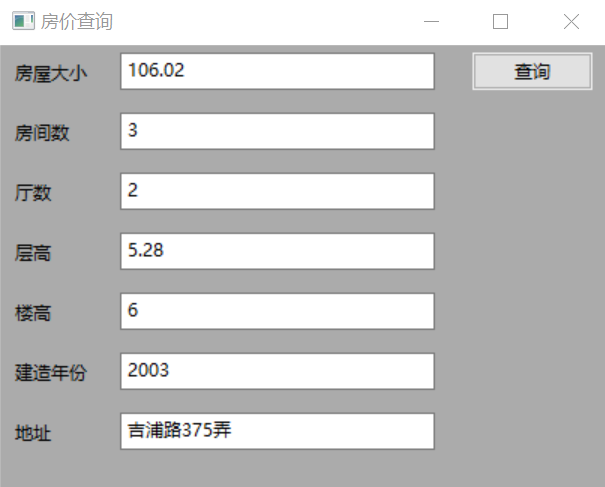 房价查询
房屋大小 106.02 查询
房间数 3
厅数 2
层高 5.28
楼高 6
建造年份 2003
地址 吉浦路375弄